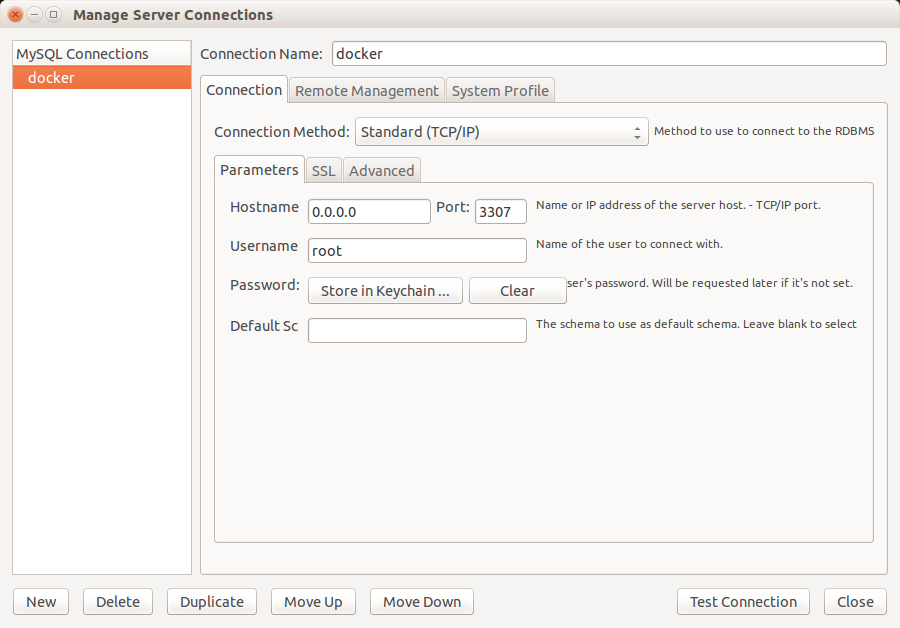 Manage Server Connections
MySQL Connections
docker
Connection Name: docker
Connection Remote Management System Profile
Connection Method: Standard (TCP/IP) Method to use to connect to the RDBMS
Parameters SSL Advanced
Hostname 0.0.0.0 Port: 3307 Name or IP address of the server host. - TCP/IP port.
Username root Name of the user to connect with.
Password: Store in Keychain ... Clear ser's password. Will be requested later if it's not set.
Default Sc The schema to use as default schema. Leave blank to select
New Delete Duplicate Move Up Move Down Test Connection Close